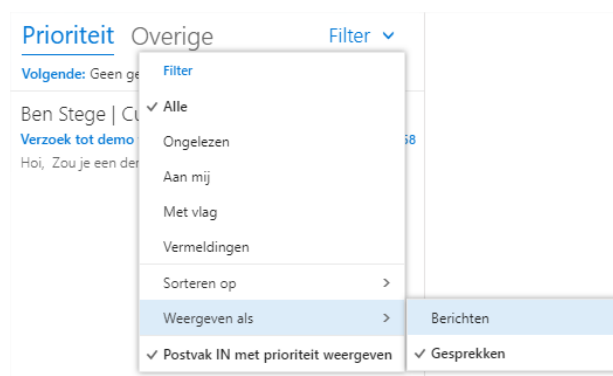 Prioriteit Overige Filter
Volgende: Geen ge
Filter
Alle
Ben Stege | Cu
Verzoek tot demo 58
Hoi, Zou je een der
Ongelezen
Aan mij
Met vlag
Vermeldingen
Sorteren op
Weergeven als
Postvak IN met prioriteit weergeven
Berichten
Gesprekken